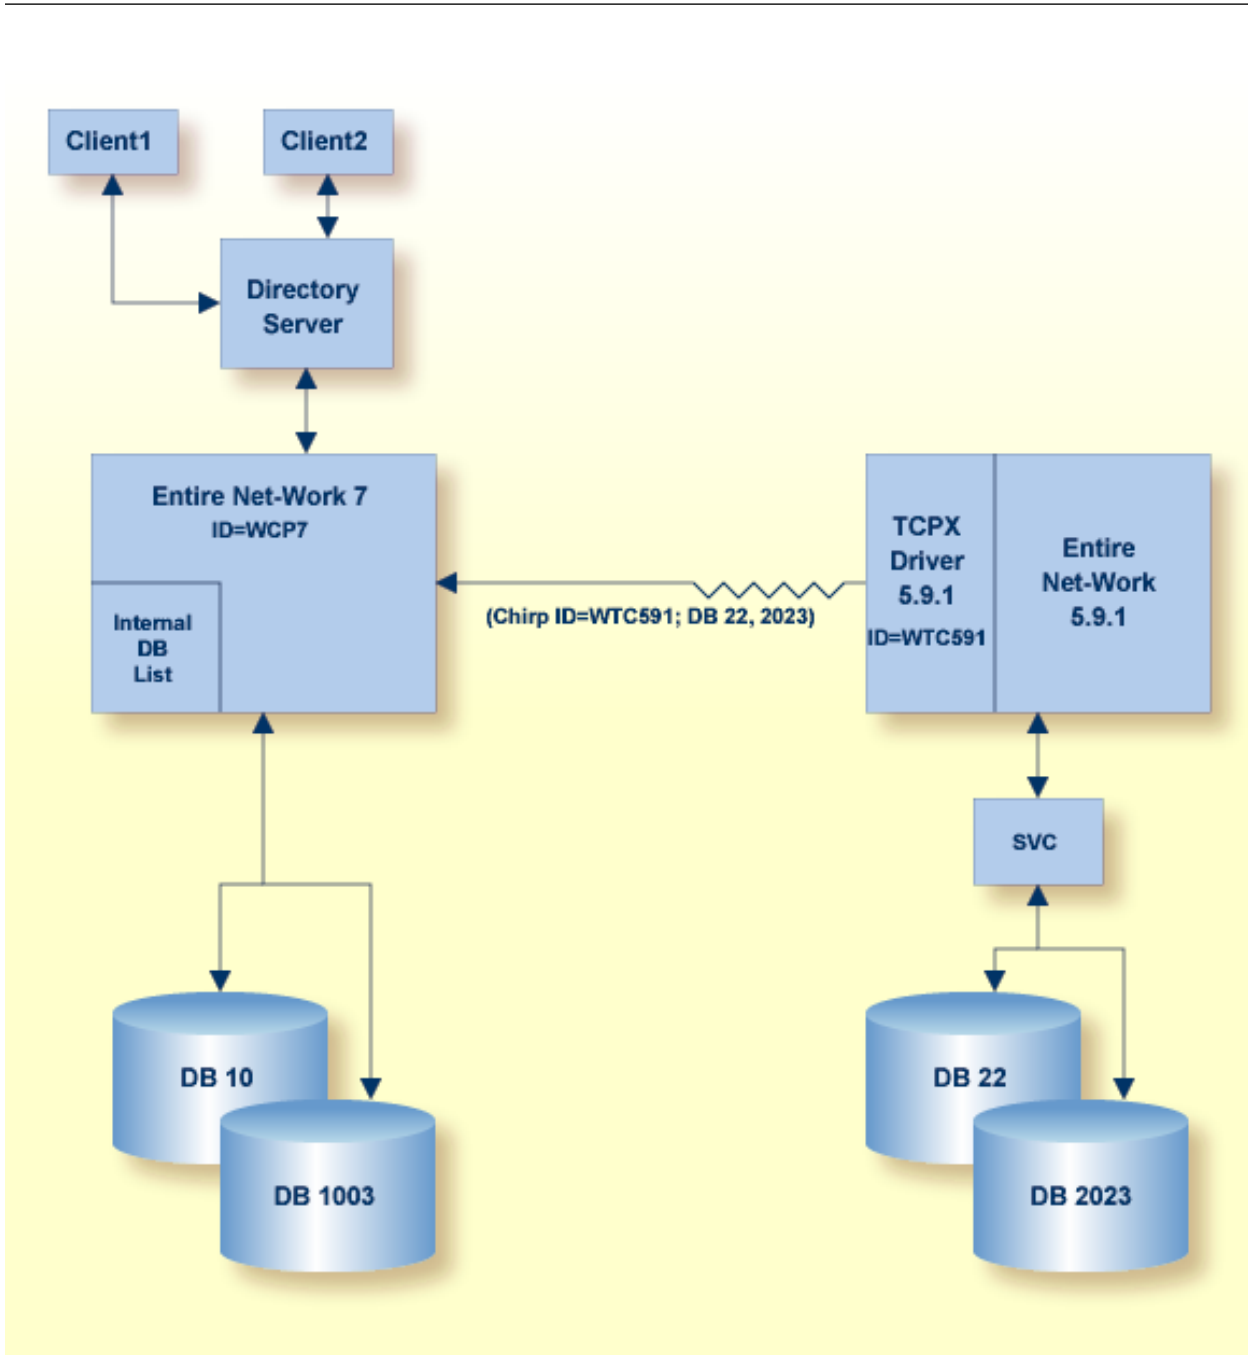 Client1
Client2
Directory
Server
Entire Net-Work 7
ID=WCP7
Internal
DB
List
(Chirp ID=WTC591; DB 22, 2023)
TCPX
Driver
5.9.1
ID=WTC591
Entire
Net-Work
5.9.1
SVC
DB 10
DB 1003
DB 22
DB 2023